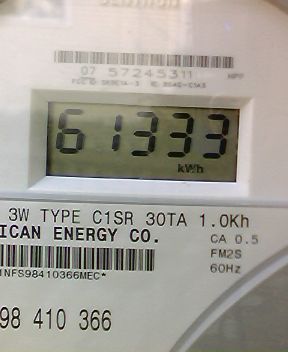 07 57245311
61333
kWh
3W TYPE C1SR 30TA 1.0Kh
ICAN ENERGY CO.
CA 0.5
FM2S
60Hz
1NFS98410366MEC*
98 410 366